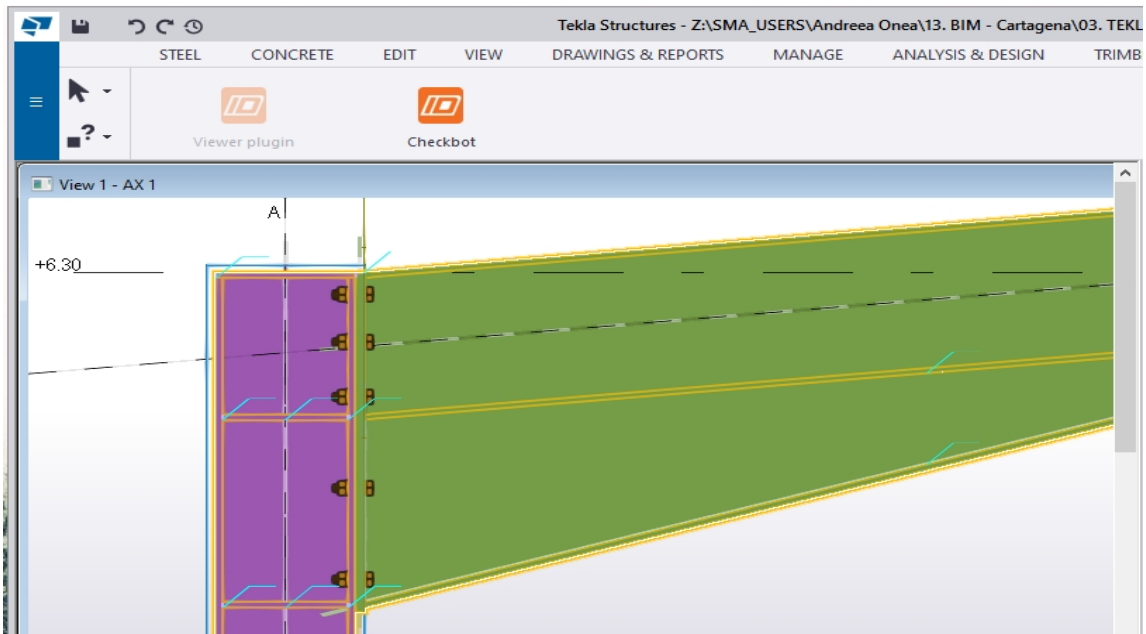 Tekla Structures - Z:\SMA_USERS\Andreea Onea\13. BIM - Cartagena\03. TEKL
STEEL CONCRETE EDIT VIEW DRAWINGS & REPORTS MANAGE ANALYSIS & DESIGN TRIMB
?
Viewer plugin Checkbot
View 1 - AX 1
A
+6.30